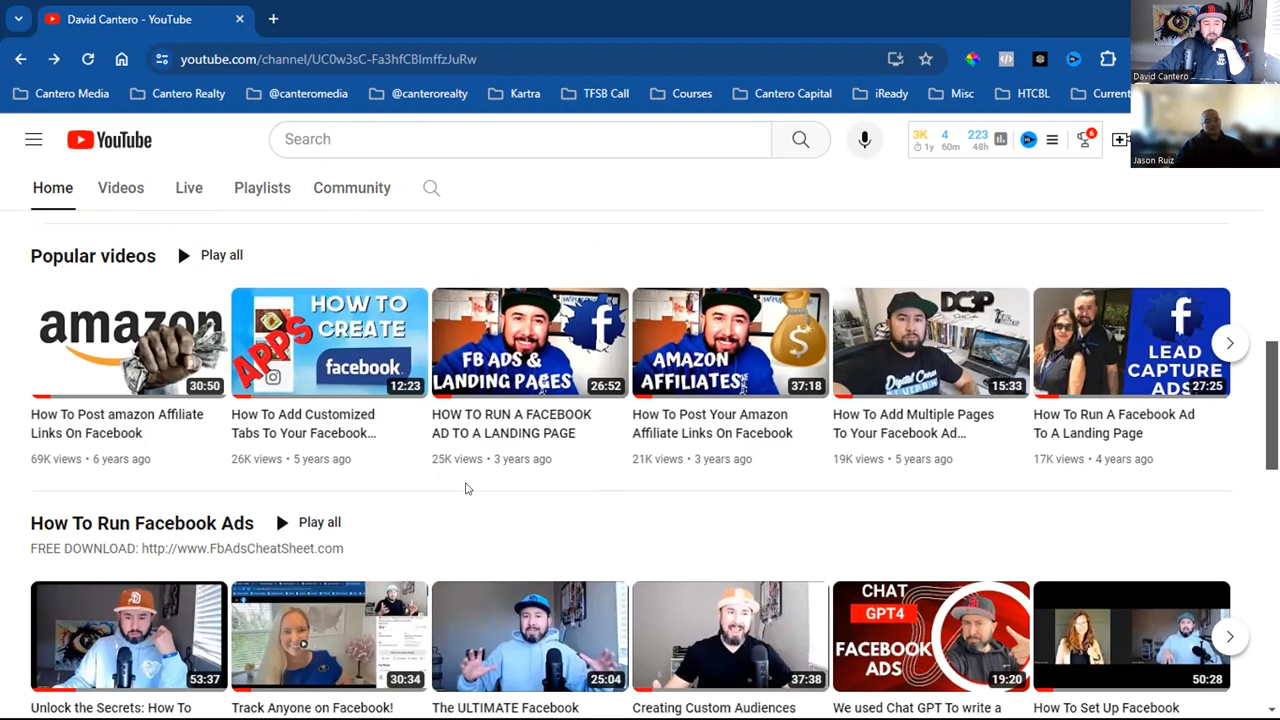 David Cantero - YouTube
youtube.com/channel/UC0w3sC-Fa3hfCBImffzJuRw
Cantero Media Cantero Realty @canteromedia @canterorealty Kartra TFSB Call Courses Cantero Capital iReady Misc HTCBL Current
David Cantero
Jason Ruiz
YouTube
Search
3K 4 223
1y 60m 48h
6
Home Videos Live Playlists Community
Popular videos Play all
amazon
30:50
HOW TO CREATE
APPS
facebook
12:23
f
FB ADS &
LANDING PAGES
26:52
$
AMAZON
AFFILIATES
37:18
DC3P
Digital
15:33
f
LEAD
CAPTURE
ADS
27:25
How To Post amazon Affiliate
Links On Facebook
69K views • 6 years ago
How To Add Customized
Tabs To Your Facebook...
26K views • 5 years ago
HOW TO RUN A FACEBOOK
AD TO A LANDING PAGE
25K views • 3 years ago
How To Post Your Amazon
Affiliate Links On Facebook
21K views • 3 years ago
How To Add Multiple Pages
To Your Facebook Ad...
19K views • 5 years ago
How To Run A Facebook Ad
To A Landing Page
17K views • 4 years ago
How To Run Facebook Ads Play all
FREE DOWNLOAD: http://www.FbAdsCheatSheet.com
53:37
30:34
25:04
37:38
CHAT
GPT4
FACEBOOK
ADS
19:20
50:28
Unlock the Secrets: How To
Track Anyone on Facebook!
The ULTIMATE Facebook
Creating Custom Audiences
We used Chat GPT To write a
How To Set Up Facebook